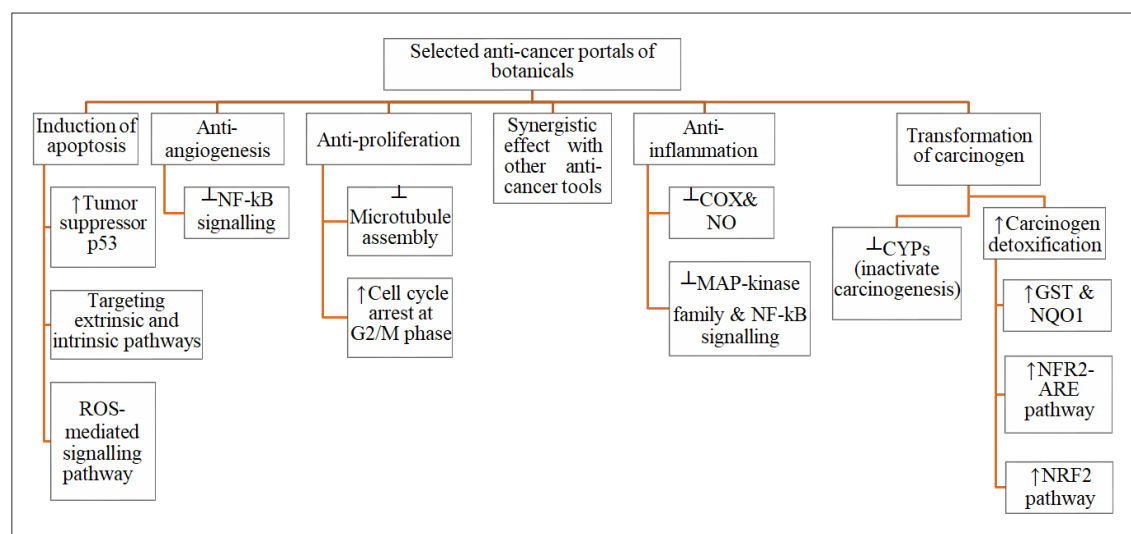 Selected anti-cancer portals of
botanicals
Induction of
apoptosis
↑Tumor
suppressor
p53
Targeting
extrinsic and
intrinsic pathways
ROS-
mediated
signalling
pathway
Anti-
angiogenesis
┴NF-kB
signalling
Anti-proliferation
┴
Microtubule
assembly
↑Cell cycle
arrest at
G2/M phase
Synergistic
effect with
other anti-
cancer tools
Anti-
inflammation
┴COX&
NO
┴MAP-kinase
family & NF-kB
signalling
Transformation
of carcinogen
┴CYPs
(inactivate
carcinogenesis)
↑Carcinogen
detoxification
↑GST &
NQO1
↑NFR2-
ARE
pathway
↑NRF2
pathway